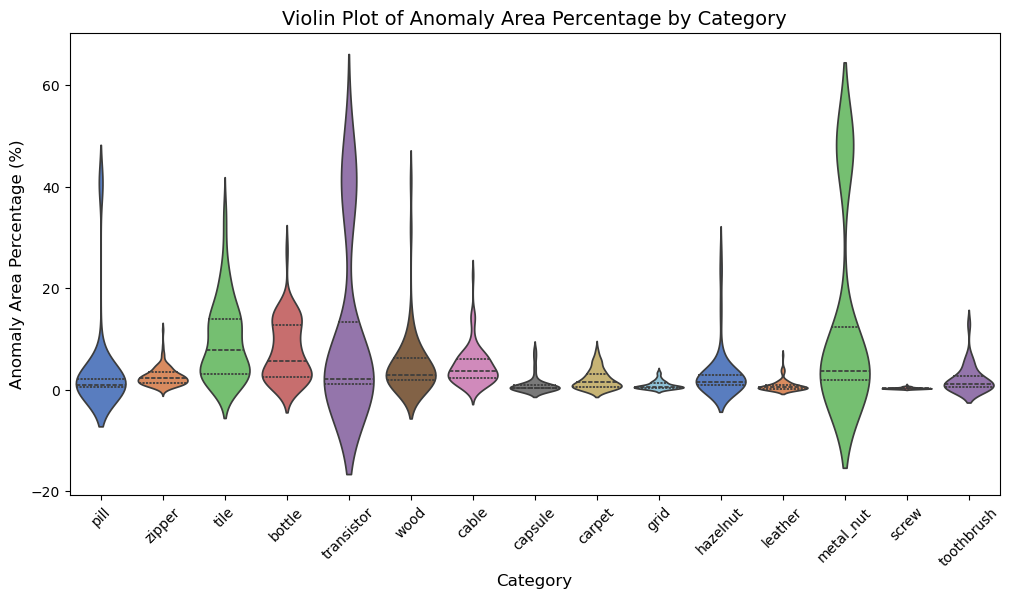 Violin Plot of Anomaly Area Percentage by Category
Anomaly Area Percentage (%)
60
40
20
0
−20
pill
zipper
tile
bottle
transistor
wood
cable
capsule
carpet
grid
hazelnut
leather
metal_nut
screw
toothbrush
Category